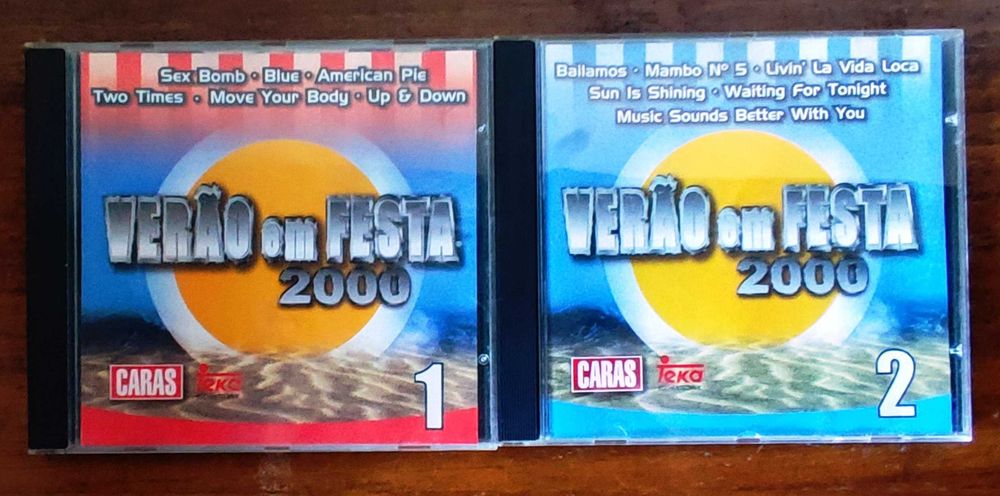 Sex Bomb • Blue • American Pie
Two Times • Move Your Body • Up & Down
VERÃO em FESTA
2000
CARAS
Teka
1
Bailamos • Mambo Nº 5 • Livin' La Vida Loca
Sun Is Shining • Waiting For Tonight
Music Sounds Better With You
VERÃO em FESTA
2000
CARAS
Teka
2